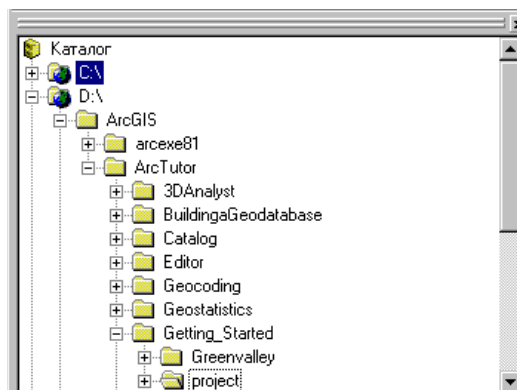 Каталог
C:\
D:\
ArcGIS
arcexe81
ArcTutor
3DAnalyst
BuildingaGeodatabase
Catalog
Editor
Geocoding
Geostatistics
Getting_Started
Greenvalley
project